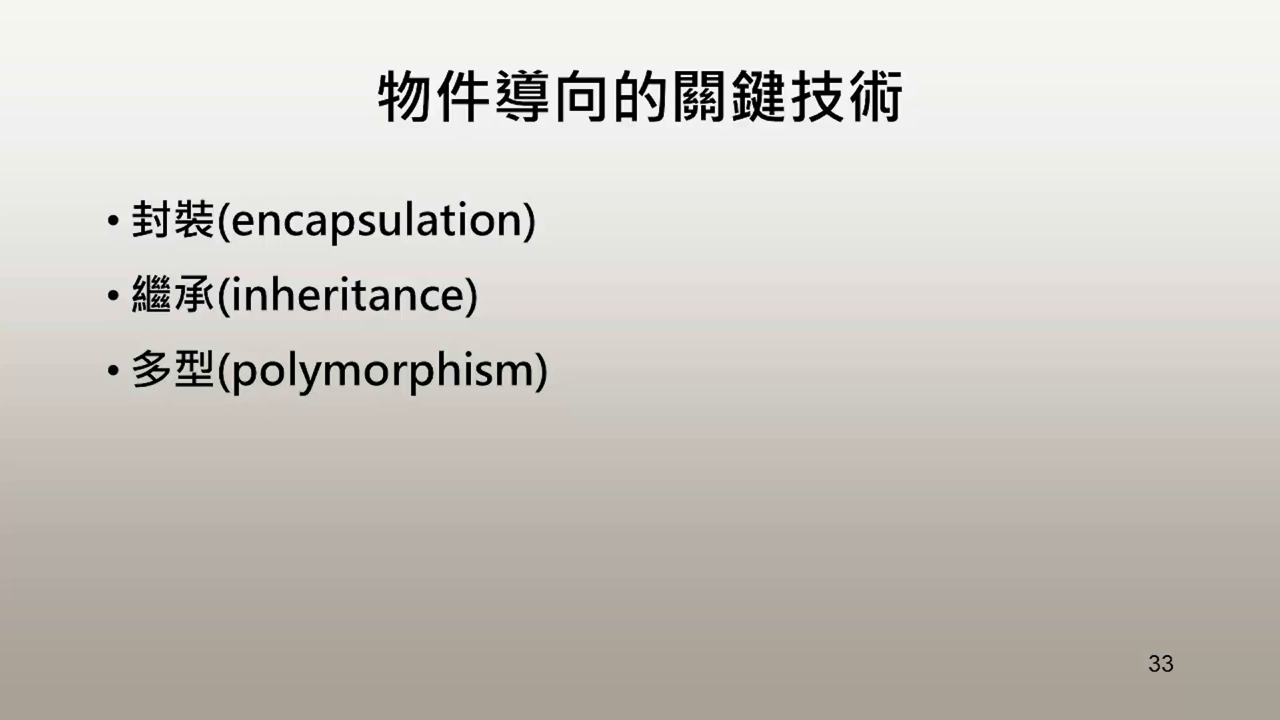 物件導向的關鍵技術
• 封裝(encapsulation)
• 繼承(inheritance)
• 多型(polymorphism)
33